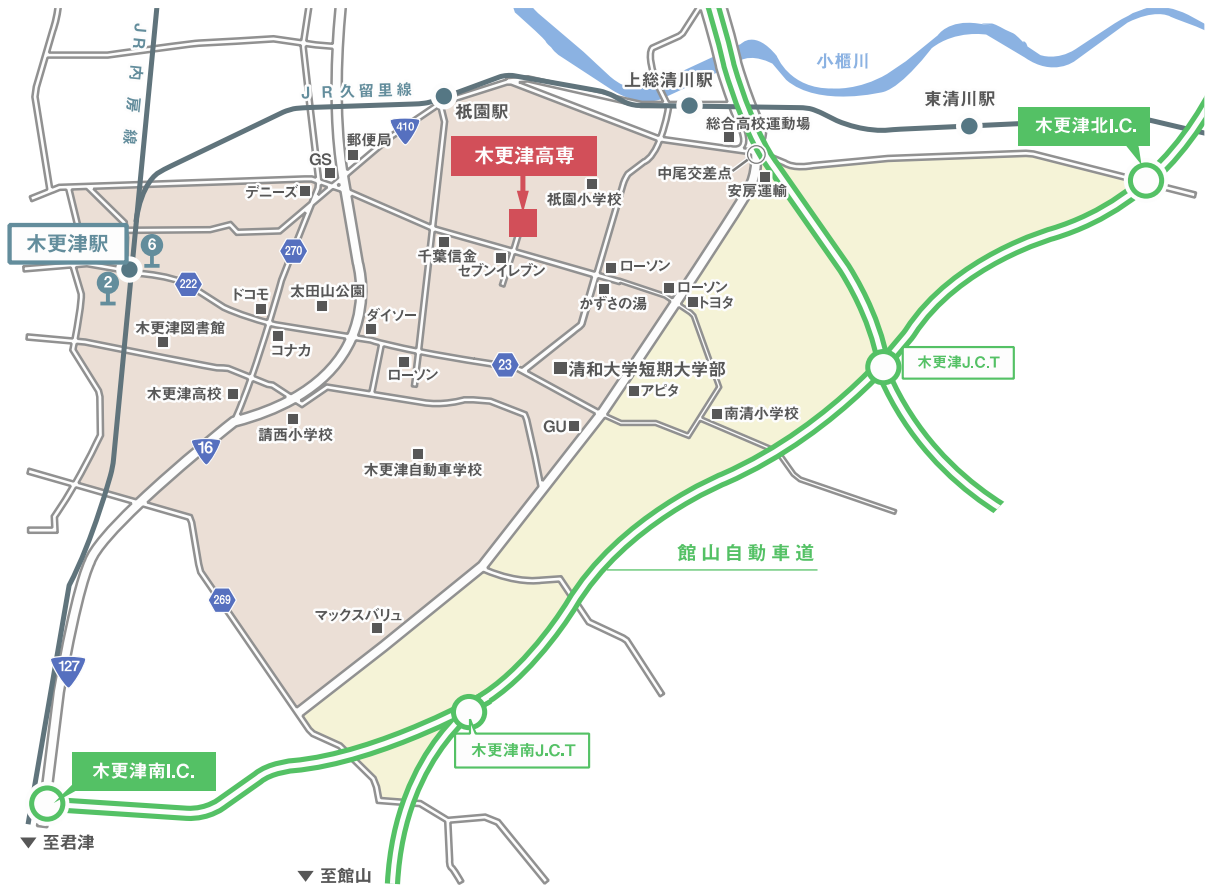 JR内房線
JR久留里線
小櫃川
上総清川駅
東清川駅
祇園駅
総合高校運動場
木更津北I.C.
410
郵便局
GS
木更津高専
中尾交差点
安房運輸
デニーズ
祇園小学校
木更津駅
6
2
270
222
千葉信金
セブンイレブン
ローソン
かずさの湯
ローソン
トヨタ
ドコモ
太田山公園
ダイソー
木更津図書館
コナカ
ローソン
23
清和大学短期大学部
木更津J.C.T
木更津高校
アピタ
南清小学校
請西小学校
GU
16
木更津自動車学校
館山自動車道
269
マックスバリュ
127
木更津南J.C.T
木更津南I.C.
▼ 至君津
▼ 至館山